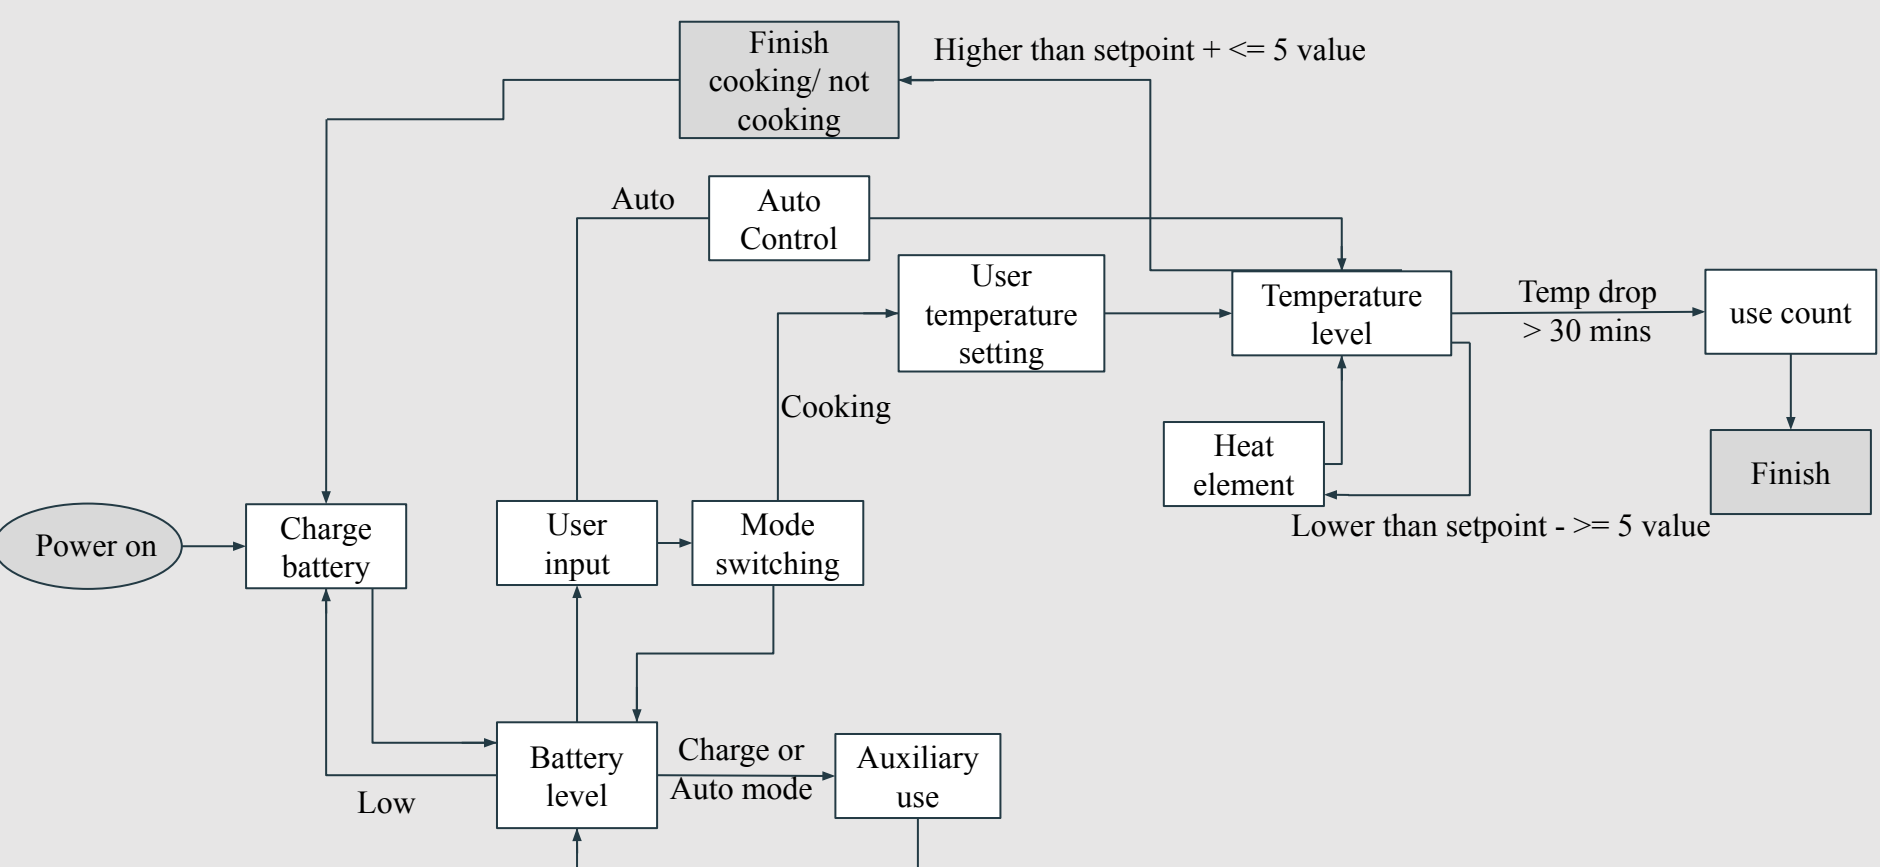 Finish
cooking/ not
cooking
Higher than setpoint + <= 5 value
Auto
Auto
Control
User
temperature
setting
Temperature
level
Temp drop
> 30 mins
use count
Cooking
Heat
element
Finish
Lower than setpoint - >= 5 value
Power on
Charge
battery
User
input
Mode
switching
Battery
level
Charge or
Auto mode
Auxiliary
use
Low